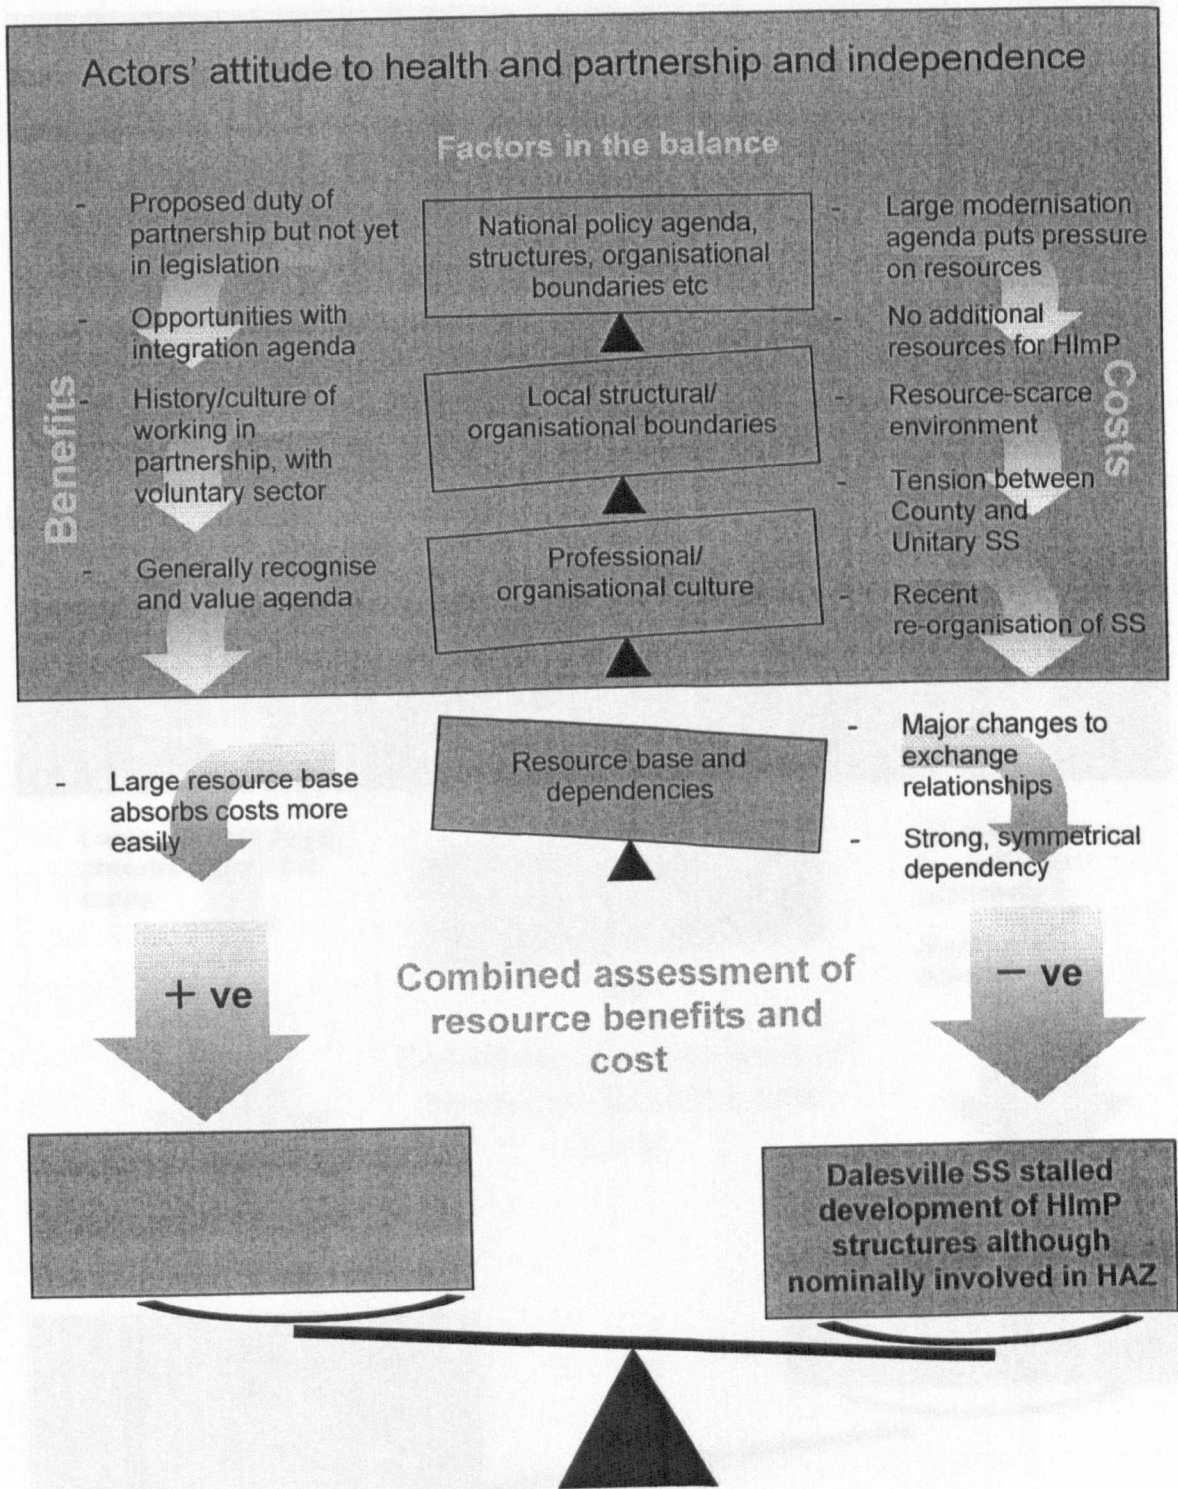 Actors' attitude to health and partnership and independence
Factors in the balance
Benefits
- Proposed duty of
partnership but not yet
in legislation
- Opportunities with
integration agenda
- History/culture of
working in
partnership, with
voluntary sector
- Generally recognise
and value agenda
National policy agenda,
structures, organisational
boundaries etc
Local structural/
organisational boundaries
Professional/
organisational culture
- Large modernisation
agenda puts pressure
on resources
- No additional
resources for HImP
- Resource-scarce
environment
- Tension between
County and
Unitary SS
- Recent
re-organisation of SS
Costs
- Large resource base
absorbs costs more
easily
Resource base and
dependencies
- Major changes to
exchange
relationships
- Strong, symmetrical
dependency
+ ve
Combined assessment of
resource benefits and
cost
- ve
Dalesville SS stalled
development of HImP
structures although
nominally involved in HAZ